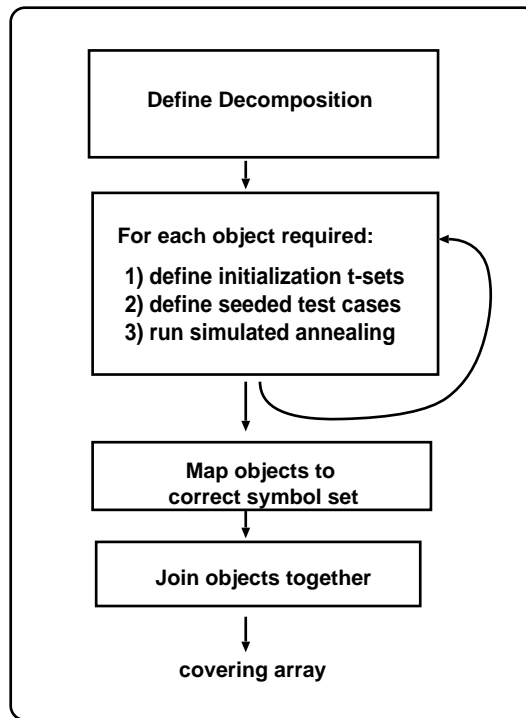 Define Decomposition
For each object required:
1) define initialization t-sets
2) define seeded test cases
3) run simulated annealing
Map objects to
correct symbol set
Join objects together
covering array